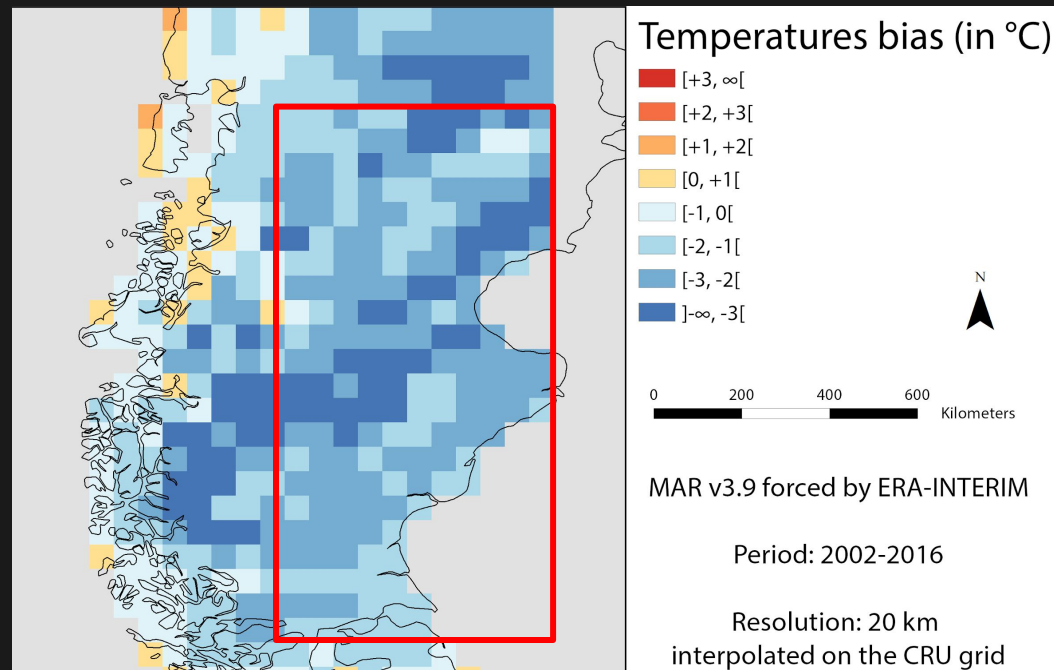 Temperatures bias (in °C)
[+3, ∞[
[+2, +3[
[+1, +2[
[0, +1[
[-1, 0[
[-2, -1[
[-3, -2[
]-∞, -3[
N
0 200 400 600
Kilometers
MAR v3.9 forced by ERA-INTERIM
Period: 2002-2016
Resolution: 20 km
interpolated on the CRU grid